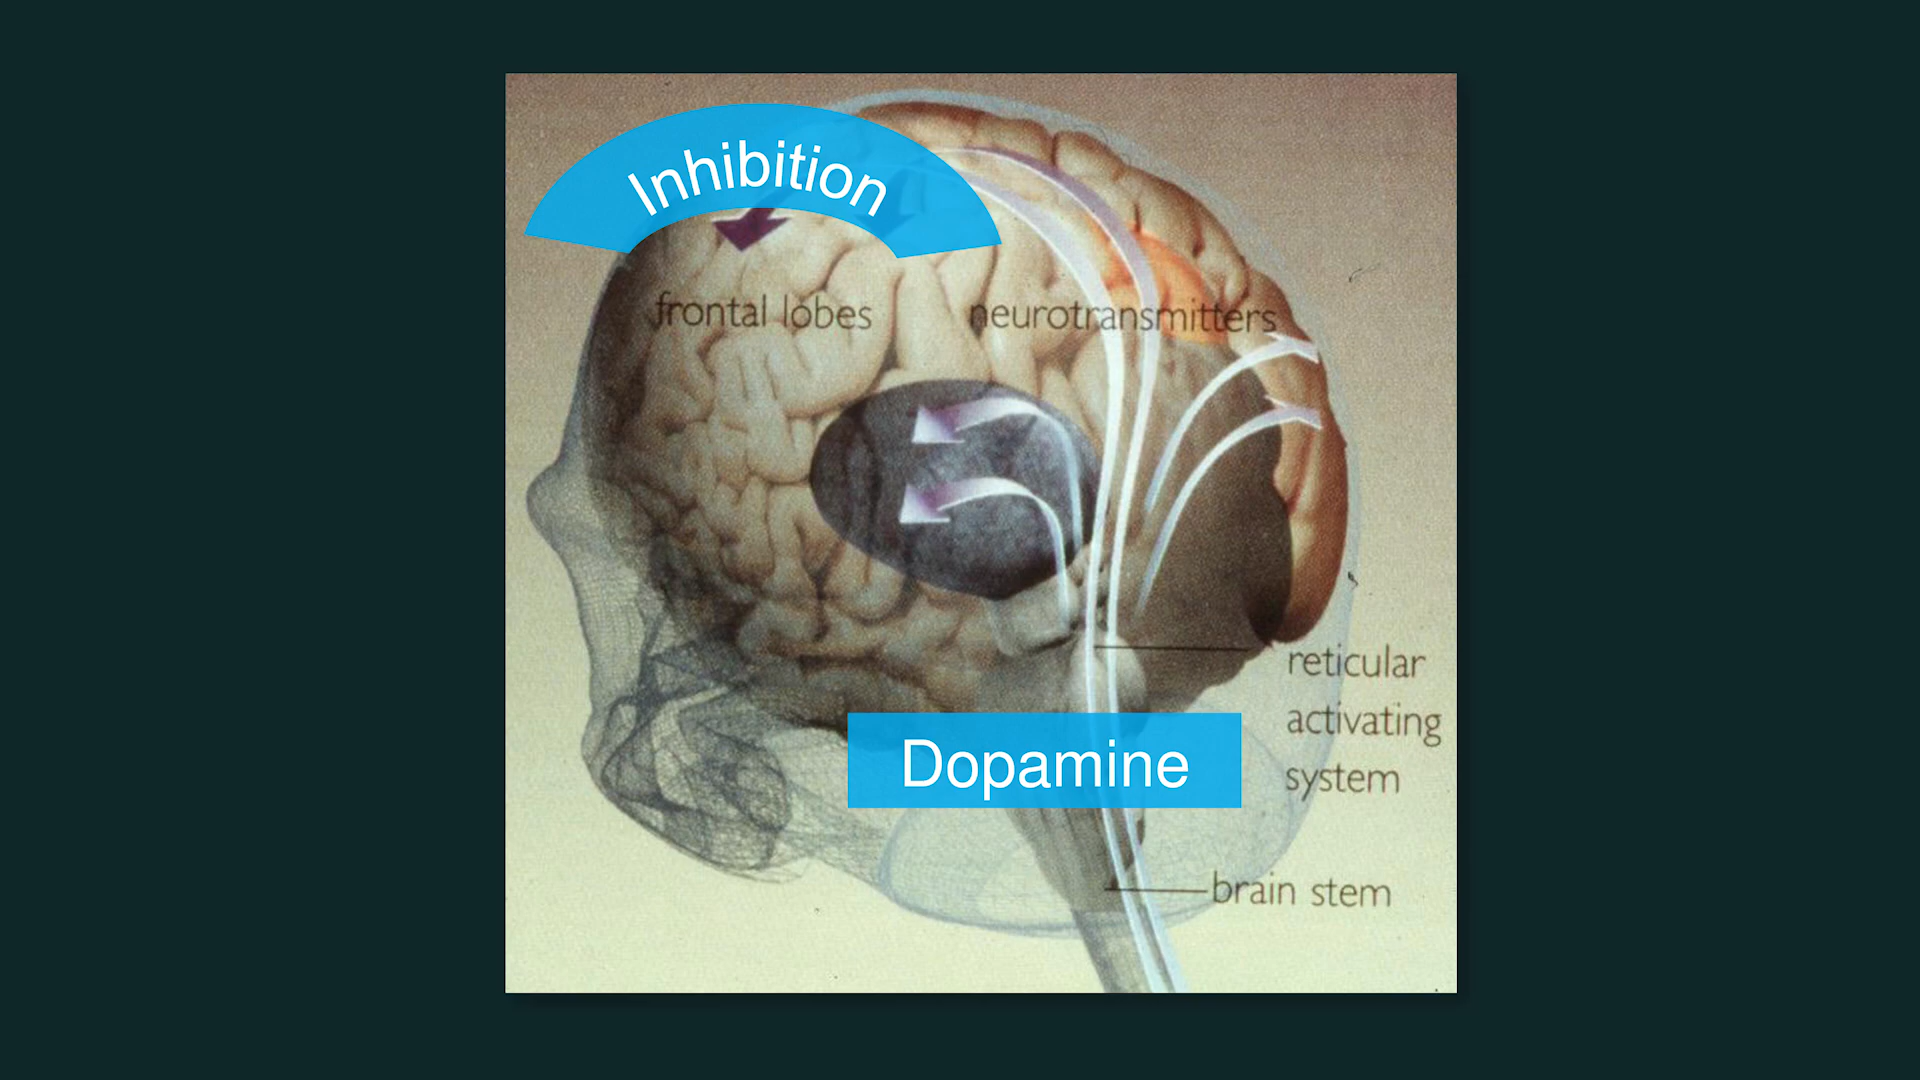 Inhibition
frontal lobes
neurotransmitters
reticular
activating
system
Dopamine
brain stem